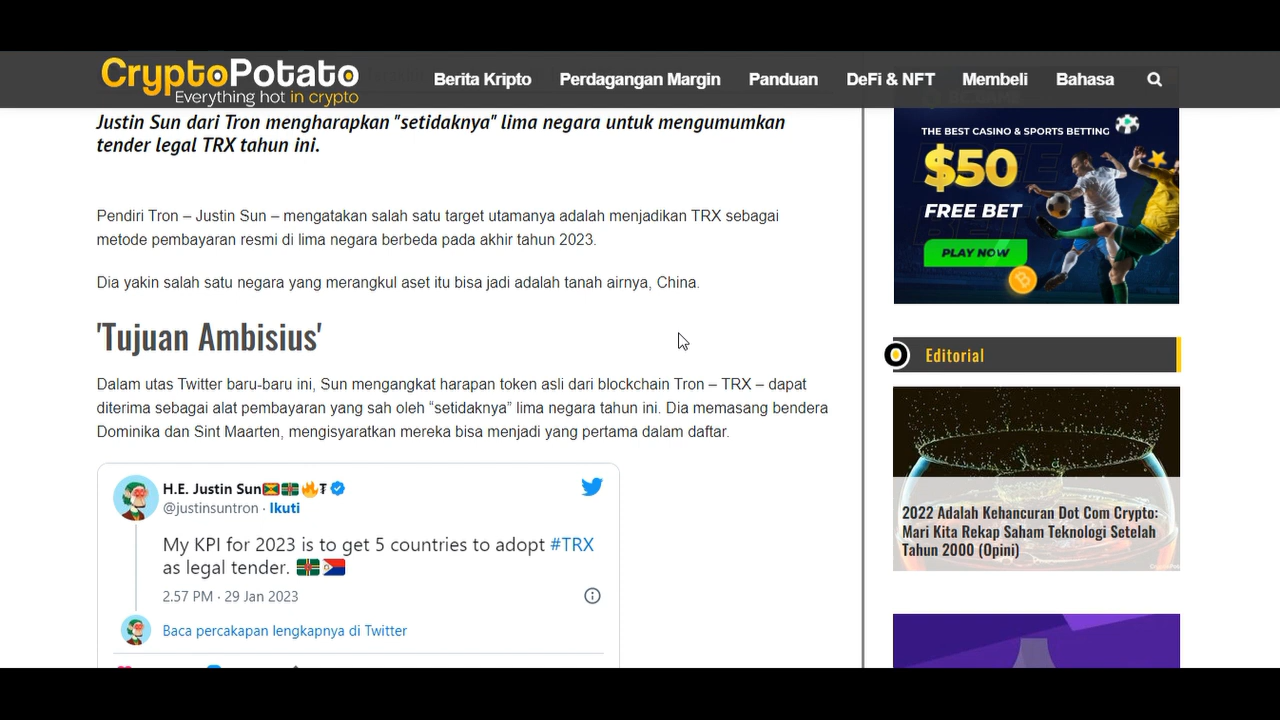 CryptoPotato
Everything hot in crypto
Berita Kripto
Perdagangan Margin
Panduan
DeFi & NFT
Membeli
Bahasa
Justin Sun dari Tron mengharapkan "setidaknya" lima negara untuk mengumumkan
tender legal TRX tahun ini.
Pendiri Tron – Justin Sun – mengatakan salah satu target utamanya adalah menjadikan TRX sebagai
metode pembayaran resmi di lima negara berbeda pada akhir tahun 2023.
Dia yakin salah satu negara yang merangkul aset itu bisa jadi adalah tanah airnya, China.
'Tujuan Ambisius'
Dalam utas Twitter baru-baru ini, Sun mengangkat harapan token asli dari blockchain Tron – TRX – dapat
diterima sebagai alat pembayaran yang sah oleh “setidaknya” lima negara tahun ini. Dia memasang bendera
Dominika dan Sint Maarten, mengisyaratkan mereka bisa menjadi yang pertama dalam daftar.
H.E. Justin Sun🇬🇩🇩🇲🔥₮
@justinsuntron · Ikuti
My KPI for 2023 is to get 5 countries to adopt #TRX
as legal tender. 🇩🇲🇸🇽
2.57 PM · 29 Jan 2023
Baca percakapan lengkapnya di Twitter
THE BEST CASINO & SPORTS BETTING
$50
FREE BET
PLAY NOW
Editorial
2022 Adalah Kehancuran Dot Com Crypto:
Mari Kita Rekap Saham Teknologi Setelah
Tahun 2000 (Opini)